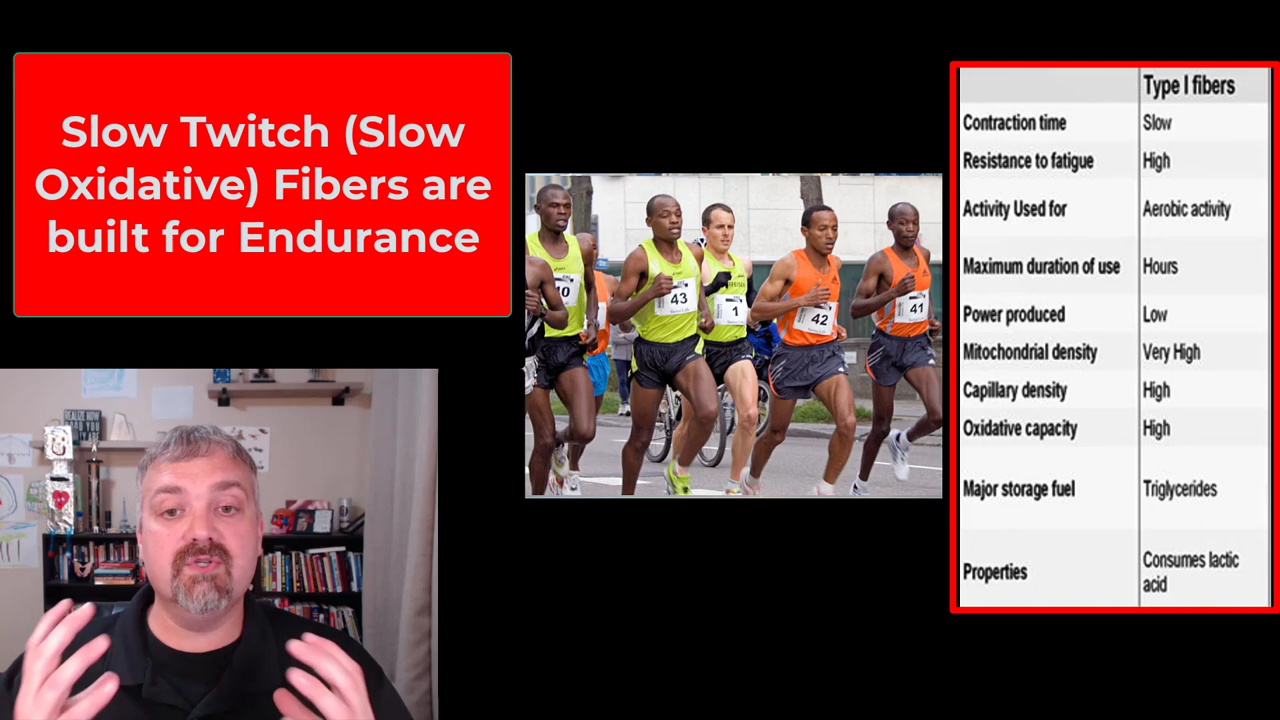 Slow Twitch (Slow
Oxidative) Fibers are
built for Endurance
43
1
42
41
Type I fibers
Contraction time Slow
Resistance to fatigue High
Activity Used for Aerobic activity
Maximum duration of use Hours
Power produced Low
Mitochondrial density Very High
Capillary density High
Oxidative capacity High
Major storage fuel Triglycerides
Properties Consumes lactic
acid